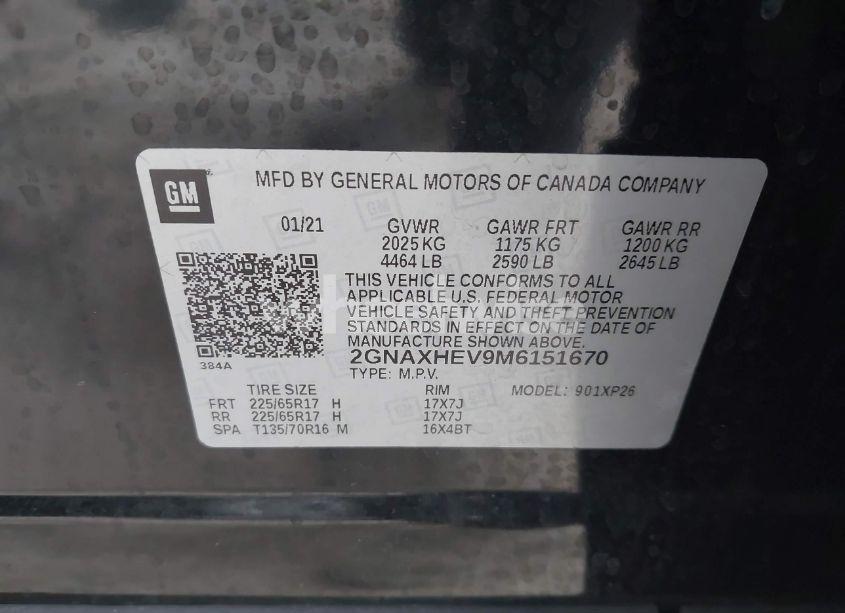 GM
MFD BY GENERAL MOTORS OF CANADA COMPANY
01/21 GVWR GAWR FRT GAWR RR
2025 KG 1175 KG 1200 KG
4464 LB 2590 LB 2645 LB
THIS VEHICLE CONFORMS TO ALL
APPLICABLE U.S. FEDERAL MOTOR
VEHICLE SAFETY AND THEFT PREVENTION
STANDARDS IN EFFECT ON THE DATE OF
MANUFACTURE SHOWN ABOVE.
384A
2GNAXHEV9M6151670
TYPE: M.P.V.
TIRE SIZE RIM MODEL: 901XP26
FRT 225/65R17 H 17X7J
RR 225/65R17 H 17X7J
SPA T135/70R16 M 16X4BT